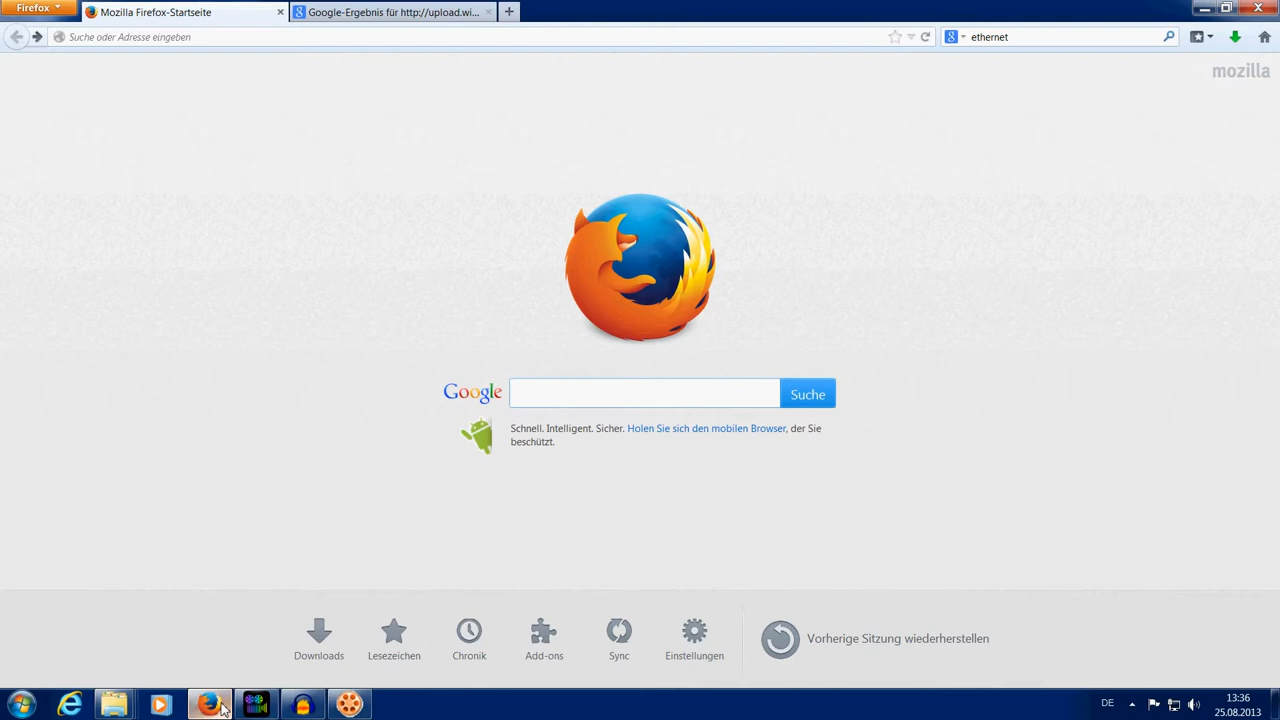 Firefox
Mozilla Firefox-Startseite
Google-Ergebnis für http://upload.wi...
Suche oder Adresse eingeben
ethernet
mozilla
Google
Suche
Schnell. Intelligent. Sicher. Holen Sie sich den mobilen Browser, der Sie
beschützt.
Downloads
Lesezeichen
Chronik
Add-ons
Sync
Einstellungen
Vorherige Sitzung wiederherstellen
DE
13:36
25.08.2013